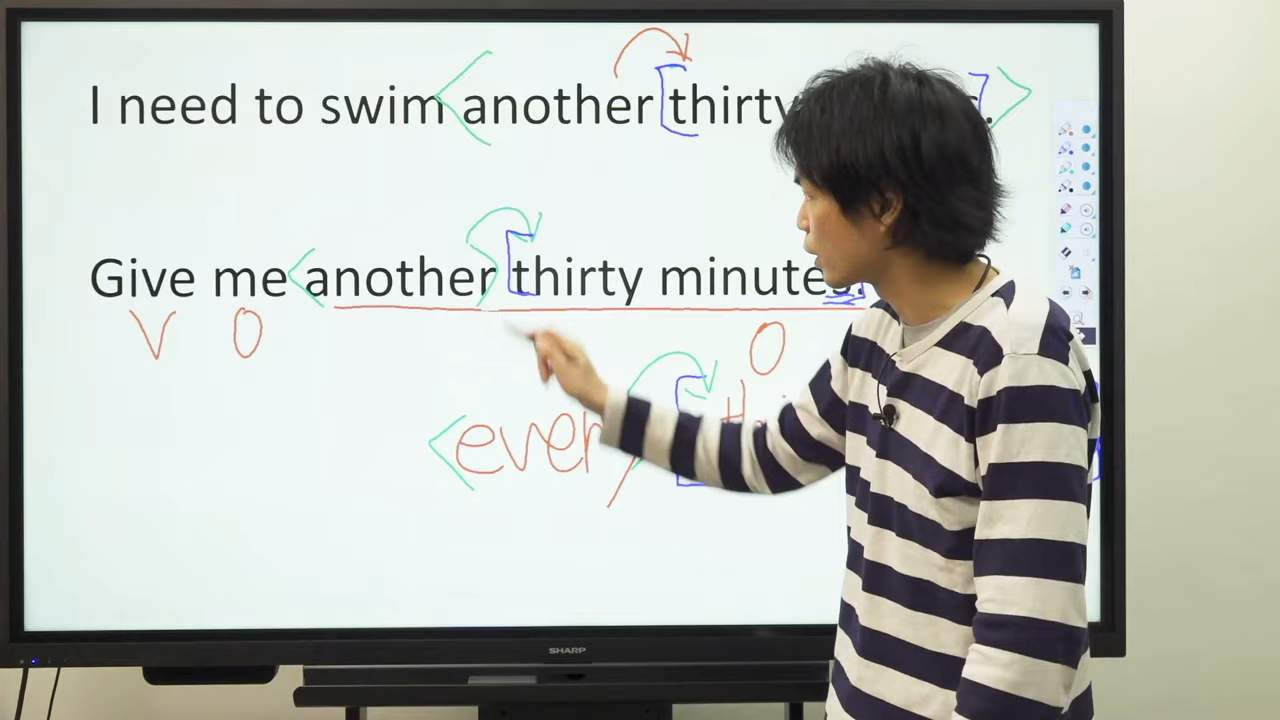 I need to swim another thirty
Give me another thirty minutes.
V O O
every
SHARP